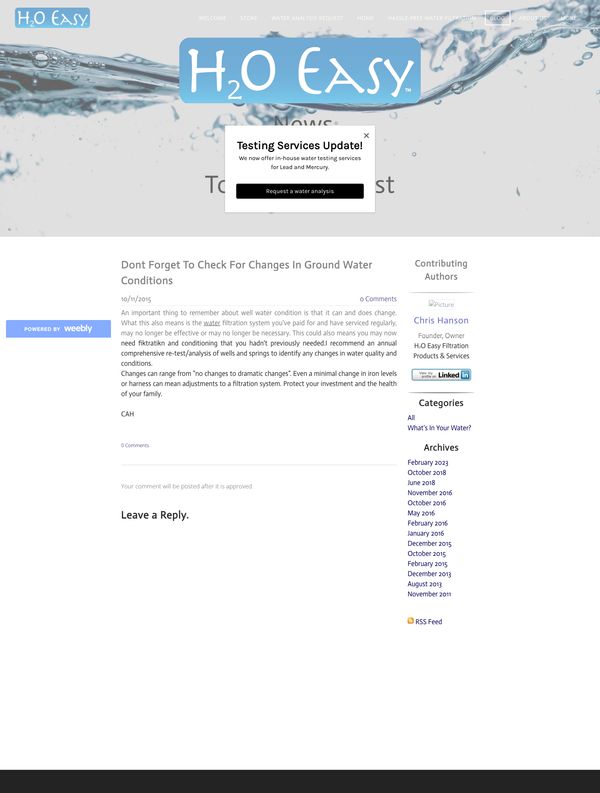 H2O Easy
WELCOME STORE WATER ANALYSIS REQUEST HOME HASSLE-FREE WATER FILTRATION BLOG ABOUT US MORE...
H2O Easy™
News
To st
×
Testing Services Update!
We now offer in-house water testing services
for Lead and Mercury.
Request a water analysis
Dont Forget To Check For Changes In Ground Water
Conditions
10/11/2015
0 Comments
An important thing to remember about well water condition is that it can and does change.
What this also means is the water filtration system you've paid for and have serviced regularly,
may no longer be effective or may no longer be necessary. This could also means you may now
need fiktratikn and conditioning that you hadn't previously needed.I recommend an annual
comprehensive re-test/analysis of wells and springs to identify any changes in water quality and
conditions.
Changes can range from "no changes to dramatic changes". Even a minimal change in iron levels
or harness can mean adjustments to a filtration system. Protect your investment and the health
of your family.
CAH
0 Comments
Your comment will be posted after it is approved.
Leave a Reply.
Contributing
Authors
Picture
Chris Hanson
Founder, Owner
H₂O Easy Filtration
Products & Services
View my profile on LinkedIn
Categories
All
What's In Your Water?
Archives
February 2023
October 2018
June 2018
November 2016
October 2016
May 2016
February 2016
January 2016
December 2015
October 2015
February 2015
December 2013
August 2013
November 2011
RSS Feed
POWERED BY weebly